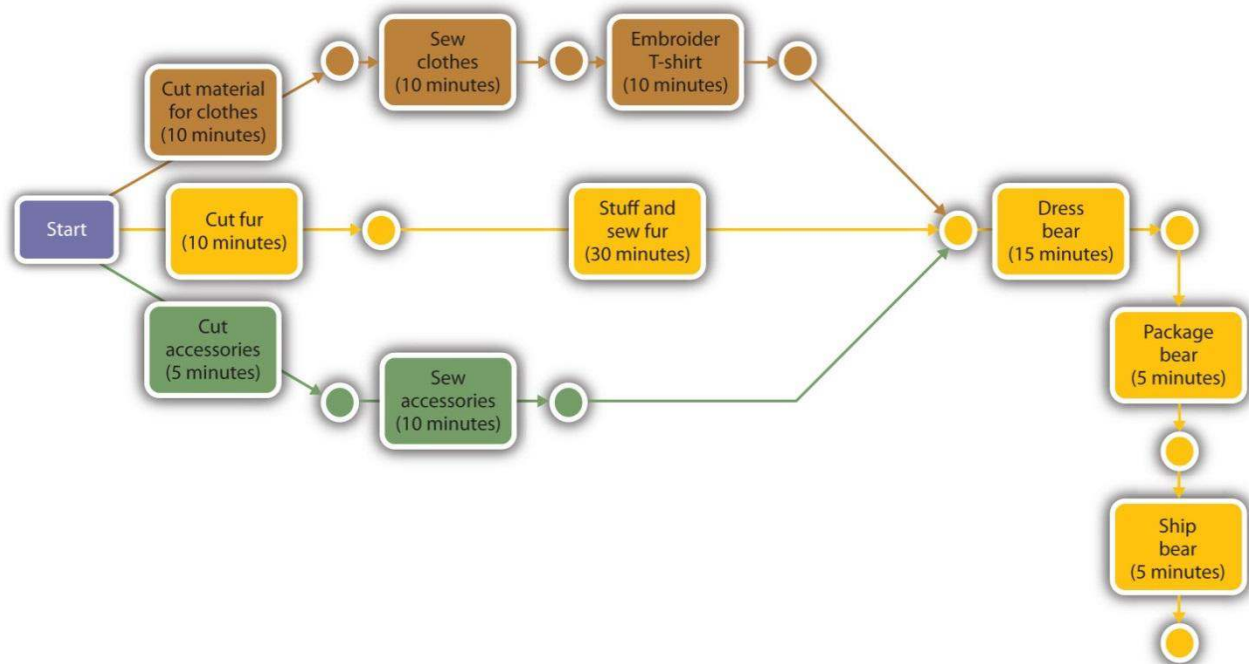 Sew
clothes
(10 minutes)
Embroider
T-shirt
(10 minutes)
Cut material
for clothes
(10 minutes)
Start
Cut fur
(10 minutes)
Stuff and
sew fur
(30 minutes)
Dress
bear
(15 minutes)
Cut
accessories
(5 minutes)
Sew
accessories
(10 minutes)
Package
bear
(5 minutes)
Ship
bear
(5 minutes)